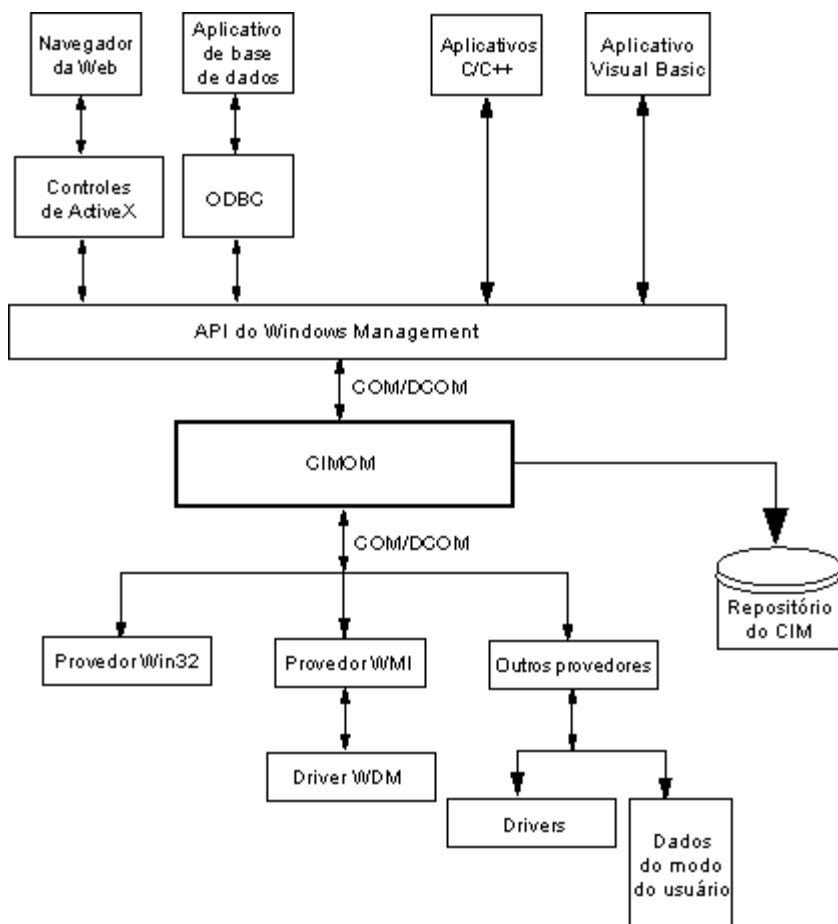 Navegador
da Web
Aplicativo
de base
de dados
Aplicativos
C/C++
Aplicativo
Visual Basic
Controles
de ActiveX
ODBC
API do Windows Management
COM/DCOM
CIMOM
COM/DCOM
Repositório
do CIM
Provedor Win32
Provedor WMI
Outros provedores
Driver WDM
Drivers
Dados
do modo
do usuário